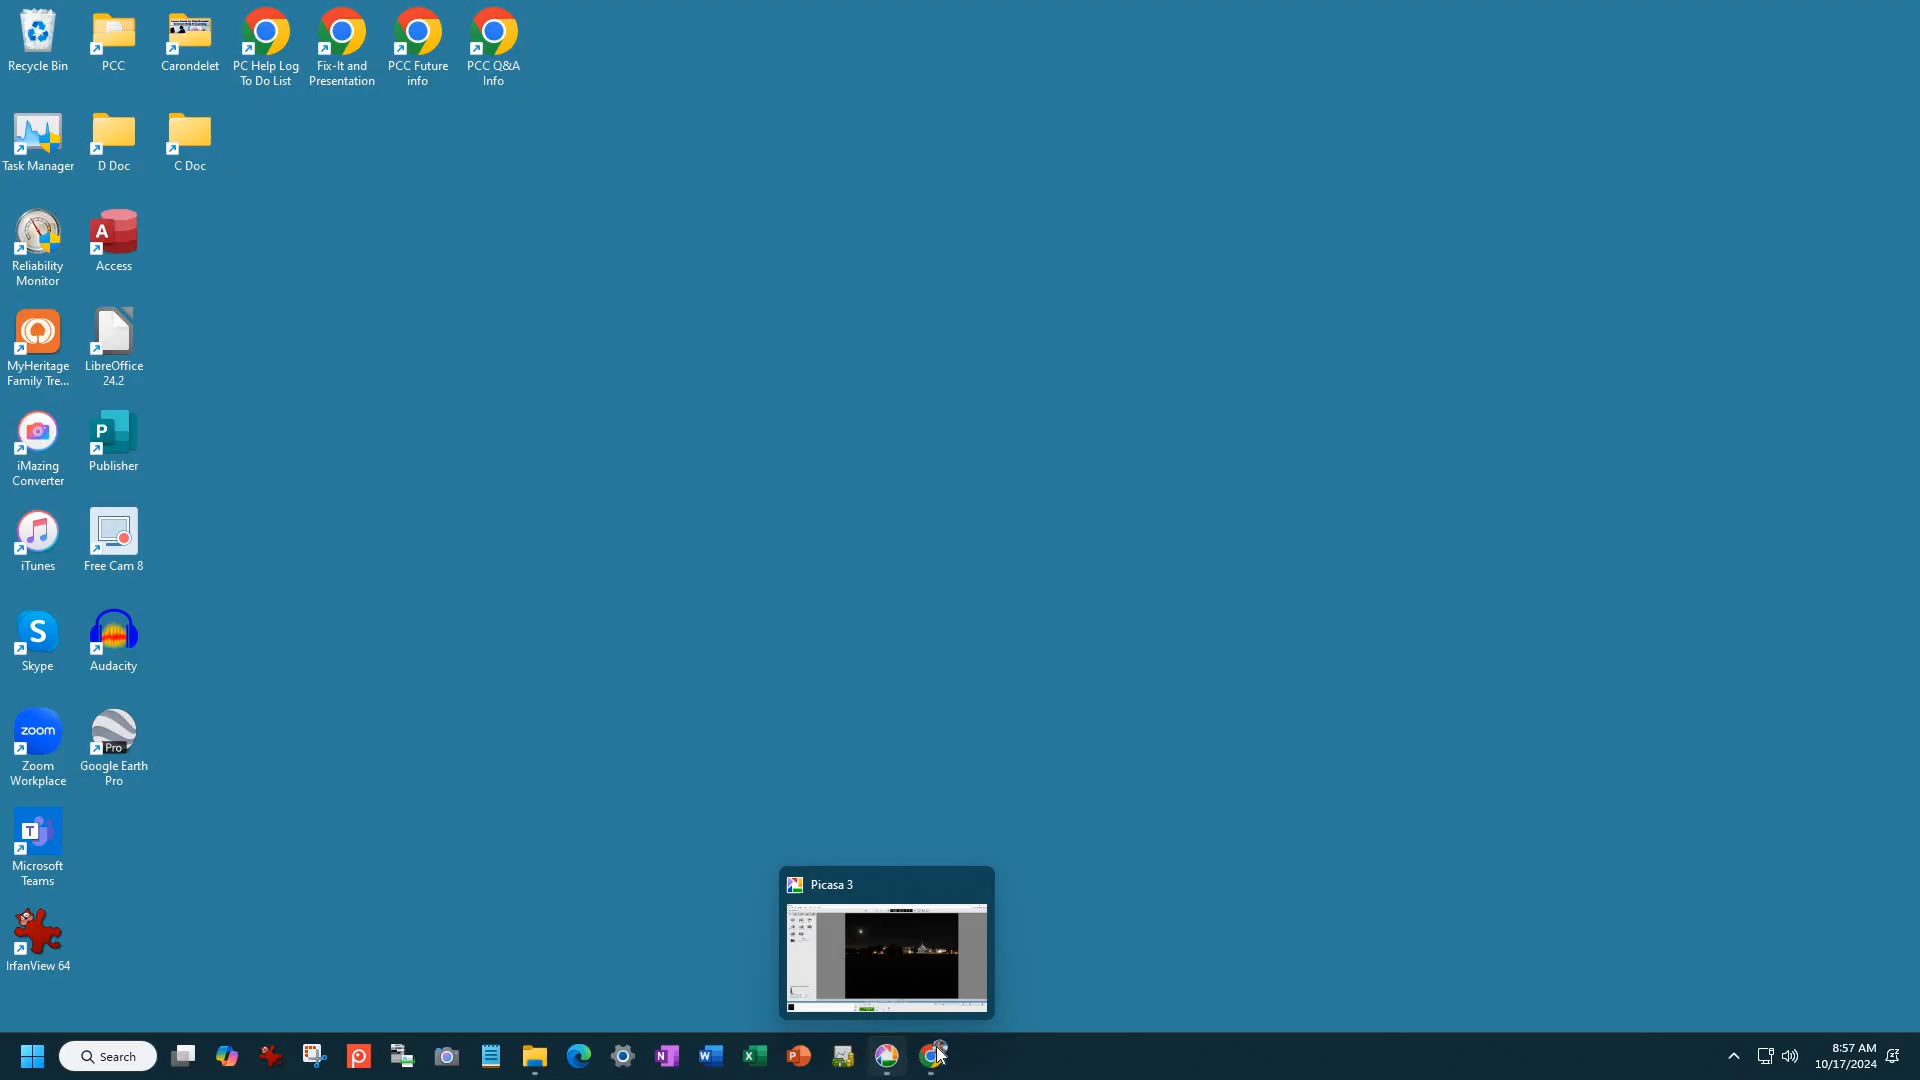 Recycle Bin
PCC
Carondelet
PC Help Log
To Do List
Fix-It and
Presentation
PCC Future
info
PCC Q&A
Info
Task Manager
D Doc
C Doc
Reliability
Monitor
A
Access
MyHeritage
Family Tre...
LibreOffice
24.2
iMazing
Converter
P
Publisher
iTunes
Free Cam 8
S
Skype
Audacity
zoom
Zoom
Workplace
Pro
Google Earth
Pro
T
Microsoft
Teams
IrfanView 64
Picasa 3
Search
N
W
X
P
8:57 AM
10/17/2024